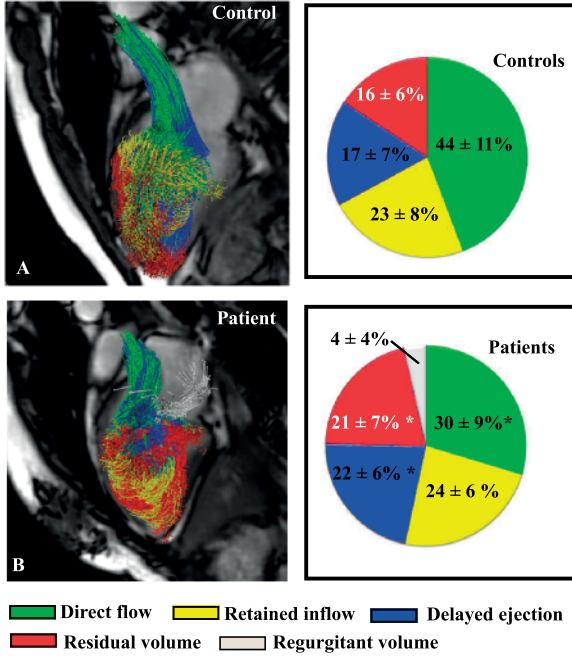 Control
A
Controls
16 ± 6%
44 ± 11%
17 ± 7%
23 ± 8%
Patient
B
4 ± 4%
Patients
21 ± 7% *
30 ± 9%*
22 ± 6% *
24 ± 6 %
Direct flow
Retained inflow
Delayed ejection
Residual volume
Regurgitant volume